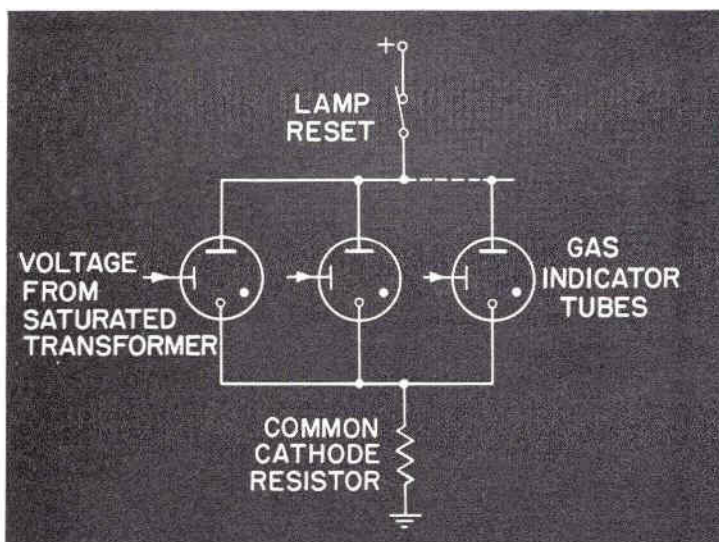 +
LAMP
RESET
VOLTAGE
FROM
SATURATED
TRANSFORMER
GAS
INDICATOR
TUBES
COMMON
CATHODE
RESISTOR